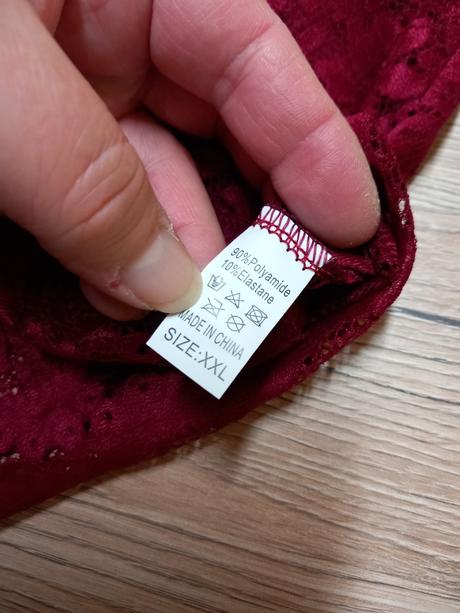 90%Polyamide
10%Elastane
MADE IN CHINA
SIZE:XXL